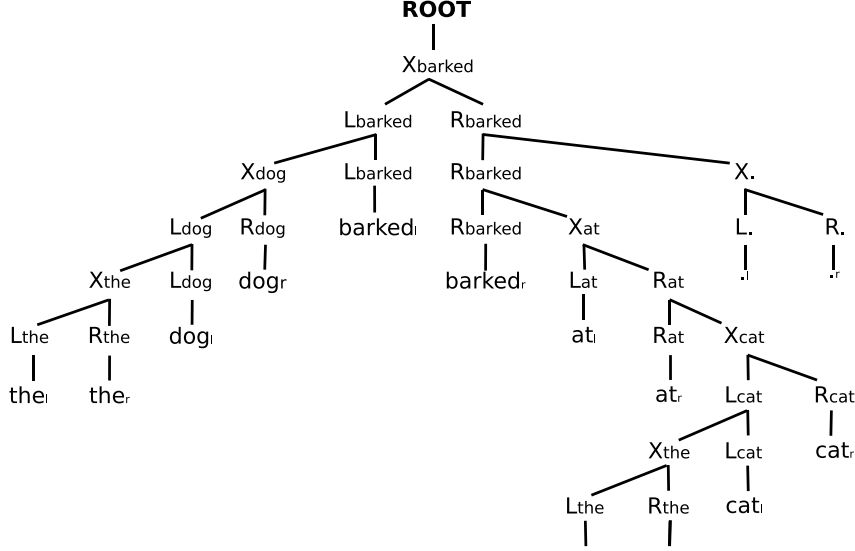 ROOT
Xbarked
Lbarked Rbarked
Xdog Lbarked Rbarked X.
Ldog Rdog barkedl Rbarked Xat L. R.
Xthe Ldog dogr barkedr Lat Rat .l .r
Lthe Rthe dogl atl Rat Xcat
thel ther atr Lcat Rcat
Xthe Lcat catr
Lthe Rthe catl